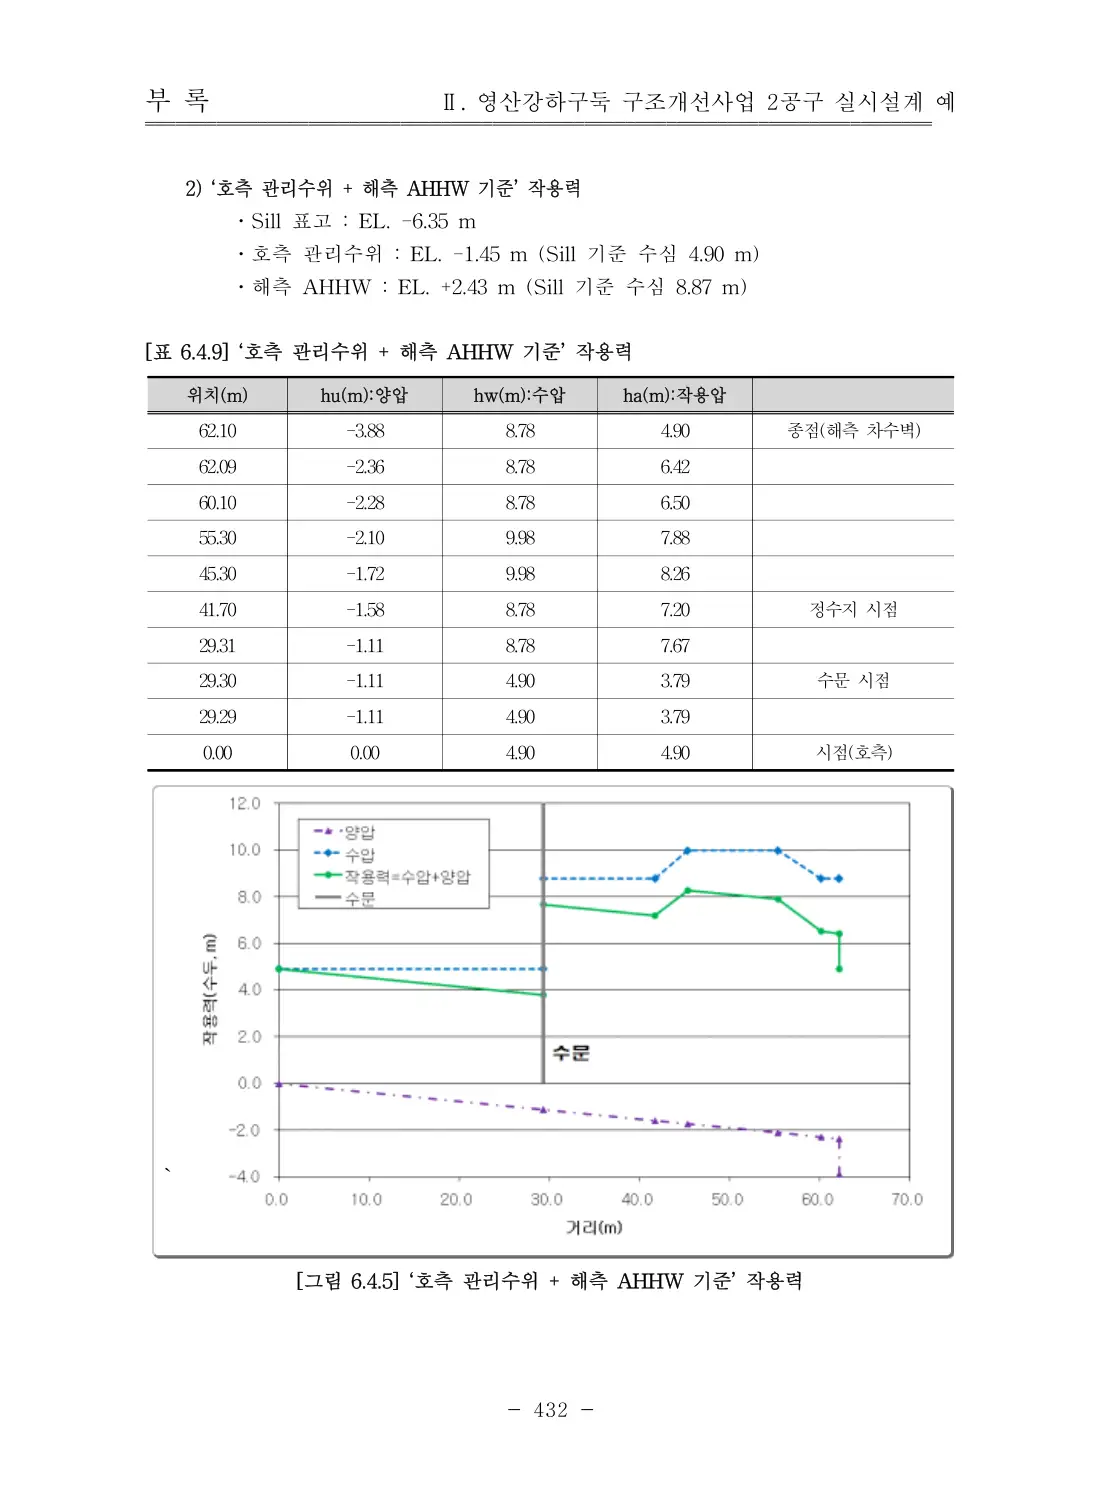 부 록
Ⅱ. 영산강하구둑 구조개선사업 2공구 실시설계 예
2) ‘호측 관리수위 + 해측 AHHW 기준’ 작용력
· Sill 표고 : EL. -6.35 m
· 호측 관리수위 : EL. -1.45 m (Sill 기준 수심 4.90 m)
· 해측 AHHW : EL. +2.43 m (Sill 기준 수심 8.87 m)
[표 6.4.9] ‘호측 관리수위 + 해측 AHHW 기준’ 작용력
위치(m) hu(m):양압 hw(m):수압 ha(m):작용압
62.10 -3.88 8.78 4.90 종점(해측 차수벽)
62.09 -2.36 8.78 6.42
60.10 -2.28 8.78 6.50
55.30 -2.10 9.98 7.88
45.30 -1.72 9.98 8.26
41.70 -1.58 8.78 7.20 정수지 시점
29.31 -1.11 8.78 7.67
29.30 -1.11 4.90 3.79 수문 시점
29.29 -1.11 4.90 3.79
0.00 0.00 4.90 4.90 시점(호측)
12.0
10.0
8.0
6.0
4.0
2.0
0.0
-2.0
-4.0
작용력(수두, m)
양압
수압
작용력=수압+양압
수문
수문
`
0.0 10.0 20.0 30.0 40.0 50.0 60.0 70.0
거리(m)
[그림 6.4.5] ‘호측 관리수위 + 해측 AHHW 기준’ 작용력
- 432 -